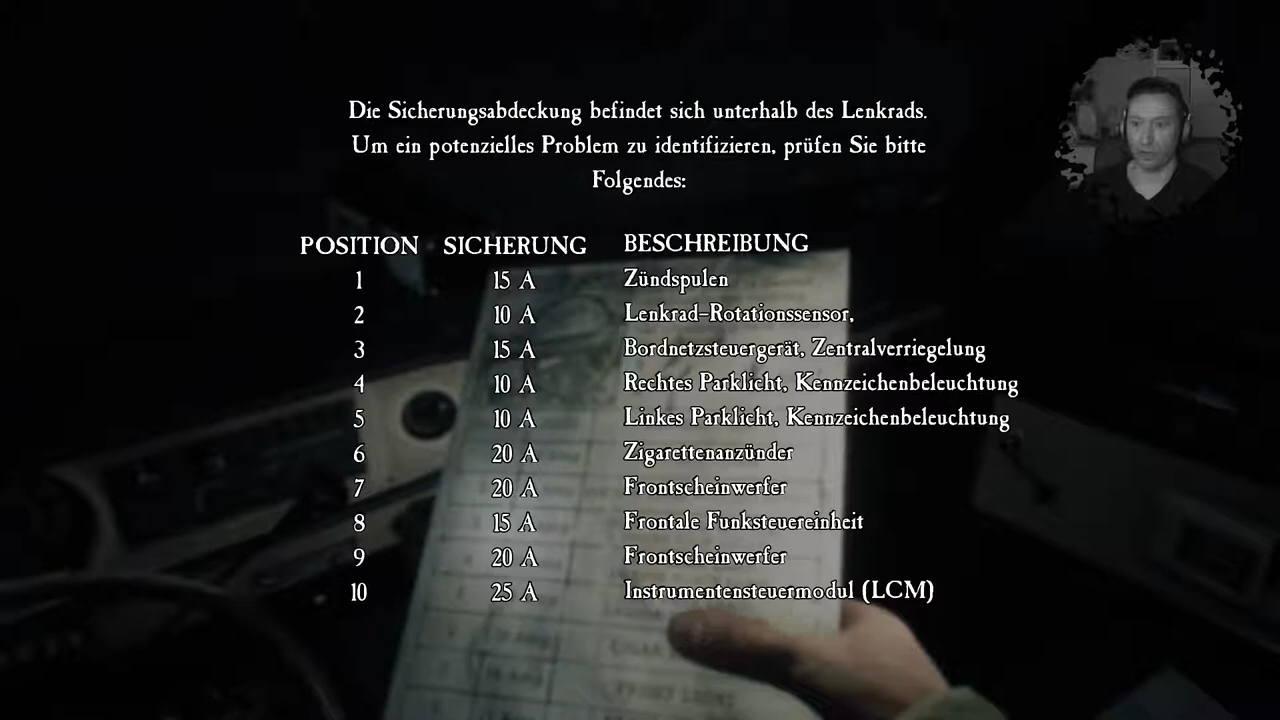 Die Sicherungsabdeckung befindet sich unterhalb des Lenkrads.
Um ein potenzielles Problem zu identifizieren, prüfen Sie bitte
Folgendes:
POSITION SICHERUNG BESCHREIBUNG
1 15 A Zündspulen
2 10 A Lenkrad-Rotationssensor,
3 15 A Bordnetzsteuergerät, Zentralverriegelung
4 10 A Rechtes Parklicht, Kennzeichenbeleuchtung
5 10 A Linkes Parklicht, Kennzeichenbeleuchtung
6 20 A Zigarettenanzünder
7 20 A Frontscheinwerfer
8 15 A Frontale Funksteuereinheit
9 20 A Frontscheinwerfer
10 25 A Instrumentensteuermodul (LCM)